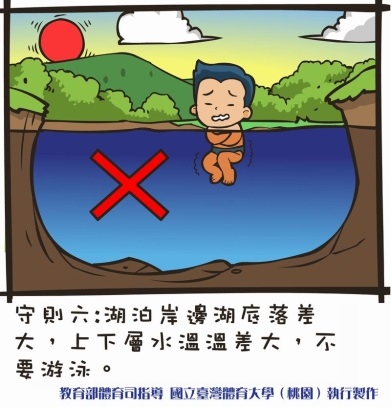 守則六:湖泊岸邊湖底落差
大，上下層水溫溫差大，不
要游泳。
教育部體育司指導 國立臺灣體育大學（桃園）執行製作